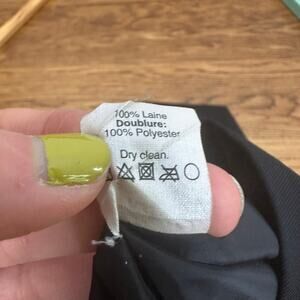 100% Laine
Doublure:
100% Polyester
Dry clean.